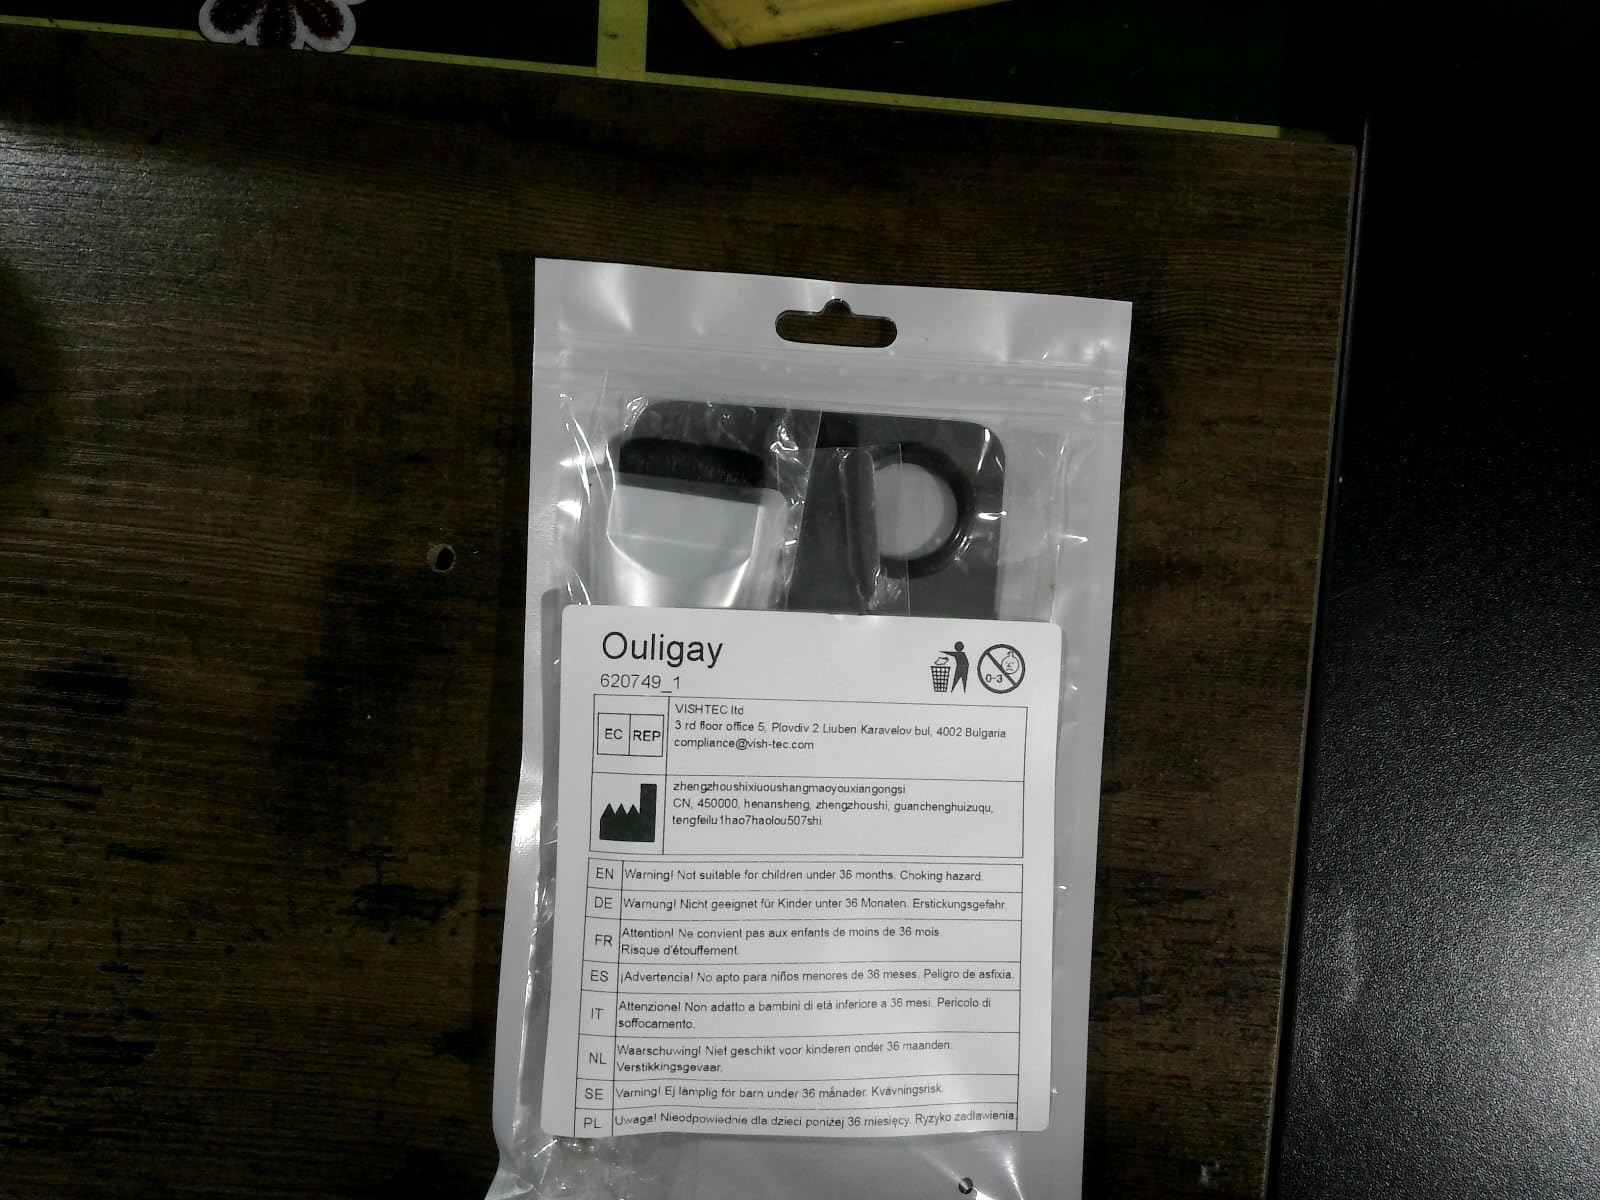 Ouligay
620749_1
0-3
EC REP
VISHTEC ltd
3 rd floor office 5, Plovdiv 2 Liuben Karavelov bul, 4002 Bulgaria
compliance@vish-tec.com
zhengzhoushixiuoushangmaoyouxiangongsi
CN, 450000, henansheng, zhengzhoushi, guanchenghuizuqu,
tengfeilu1hao7haolou507shi
EN Warning! Not suitable for children under 36 months. Choking hazard.
DE Warnung! Nicht geeignet für Kinder unter 36 Monaten. Erstickungsgefahr.
FR Attention! Ne convient pas aux enfants de moins de 36 mois.
Risque d'étouffement.
ES ¡Advertencia! No apto para niños menores de 36 meses. Peligro de asfixia.
IT Attenzione! Non adatto a bambini di età inferiore a 36 mesi. Pericolo di
soffocamento.
NL Waarschuwing! Niet geschikt voor kinderen onder 36 maanden.
Verstikkingsgevaar.
SE Varning! Ej lämplig för barn under 36 månader. Kvävningsrisk.
PL Uwaga! Nieodpowiednie dla dzieci poniżej 36 miesięcy. Ryzyko zadławienia.